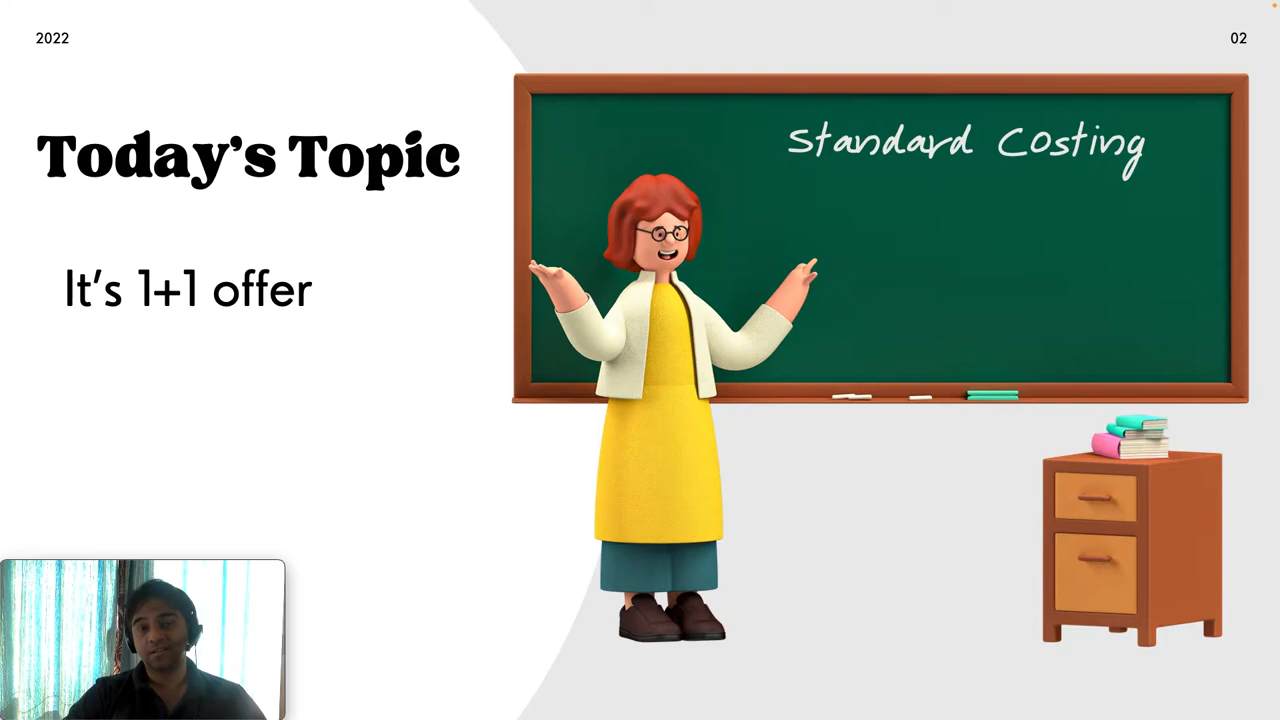 2022
02
Today's Topic
It's 1+1 offer
Standard Costing